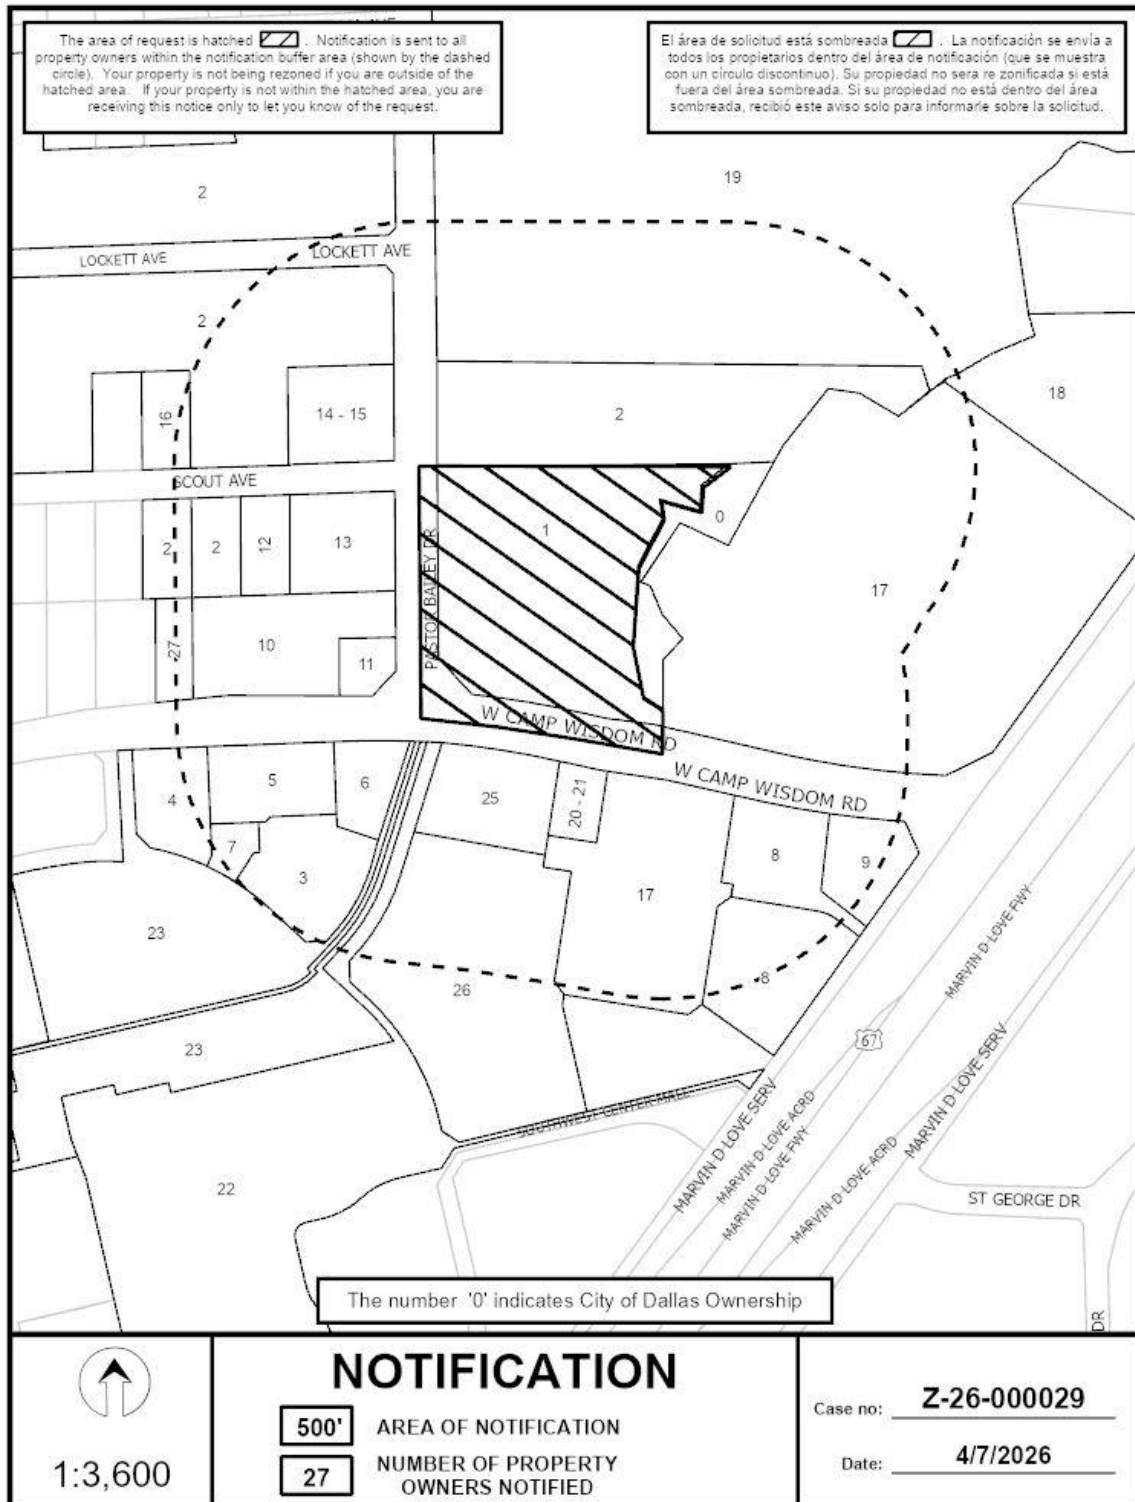 AVE
The area of request is hatched . Notification is sent to all
property owners within the notification buffer area (shown by the dashed
circle). Your property is not being rezoned if you are outside of the
hatched area. If your property is not within the hatched area, you are
receiving this notice only to let you know of the request.
El área de solicitud está sombreada . La notificación se envía a
todos los propietarios dentro del área de notificación (que se muestra
con un círculo discontinuo). Su propiedad no sera re zonificada si está
fuera del área sombreada. Si su propiedad no está dentro del área
sombreada, recibió este aviso solo para informarle sobre la solicitud.
19
2
LOCKETT AVE
LOCKETT AVE
2
18
16
14 - 15
2
SCOUT AVE
0
1
2
2
12
13
PASTOR BAILEY DR
17
27
10
11
W CAMP WISDOM RD
W CAMP WISDOM RD
4
5
6
25
20 - 21
7
8
9
3
17
23
26
8
MARVIN D LOVE FWY
67
23
SOUTHWEST CENTER MALL
MARVIN D LOVE SERV
MARVIN D LOVE ACRD
MARVIN D LOVE FWY
MARVIN D LOVE ACRD
MARVIN D LOVE SERV
22
ST GEORGE DR
DR
The number '0' indicates City of Dallas Ownership
1:3,600
NOTIFICATION
500' AREA OF NOTIFICATION
27 NUMBER OF PROPERTY
OWNERS NOTIFIED
Case no: Z-26-000029
Date: 4/7/2026